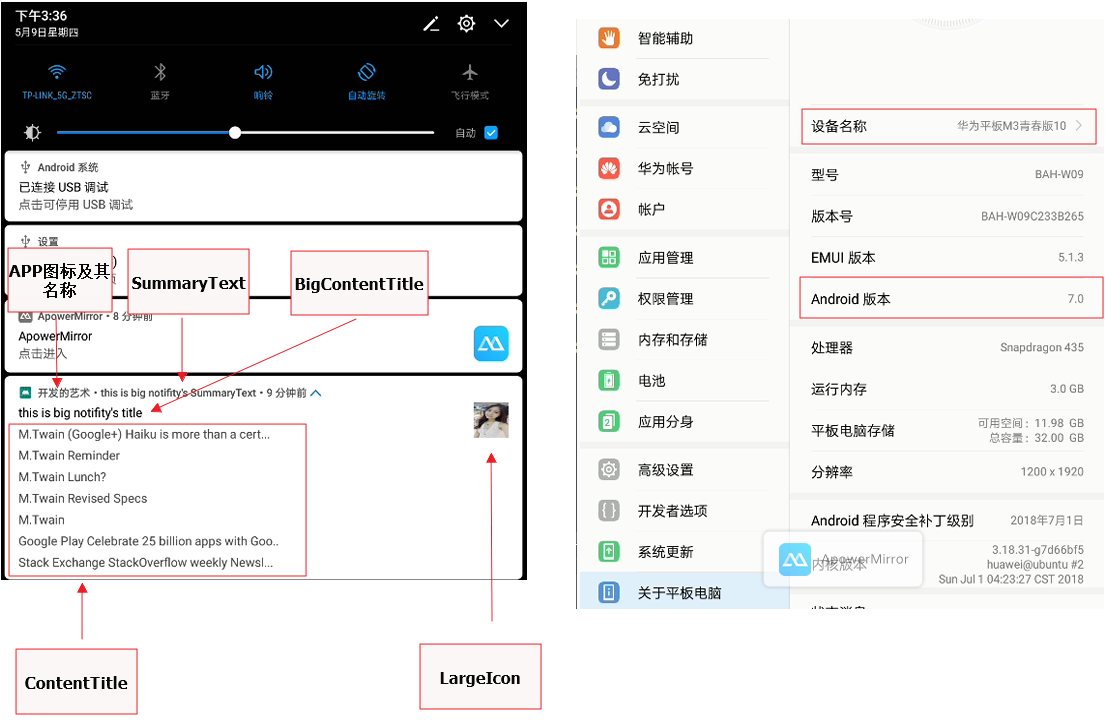 下午3:36
5月9日星期四
TP-LINK_5G_ZTSC
蓝牙
响铃
自动旋转
飞行模式
自动
Android 系统
已连接 USB 调试
点击可停用 USB 调试
设置
APP图标及其
名称
SummaryText
BigContentTitle
ApowerMirror • 8 分钟前
ApowerMirror
点击进入
开发的艺术 • this is big notifity's SummaryText • 9 分钟前
this is big notifity's title
M.Twain (Google+) Haiku is more than a cert...
M.Twain Reminder
M.Twain Lunch?
M.Twain Revised Specs
M.Twain
Google Play Celebrate 25 billion apps with Goo..
Stack Exchange StackOverflow weekly Newsl...
ContentTitle
LargeIcon
智能辅助
免打扰
云空间
华为帐号
帐户
应用管理
权限管理
内存和存储
电池
应用分身
高级设置
开发者选项
系统更新
关于平板电脑
设备名称 华为平板M3青春版10
型号 BAH-W09
版本号 BAH-W09C233B265
EMUI 版本 5.1.3
Android 版本 7.0
处理器 Snapdragon 435
运行内存 3.0 GB
平板电脑存储 可用空间：11.98 GB
总容量：32.00 GB
分辨率 1200 x 1920
Android 程序安全补丁级别 2018年7月1日
ApowerMirror
内核版本 3.18.31-g7d66bf5
huawei@ubuntu #2
Sun Jul 1 04:23:27 CST 2018